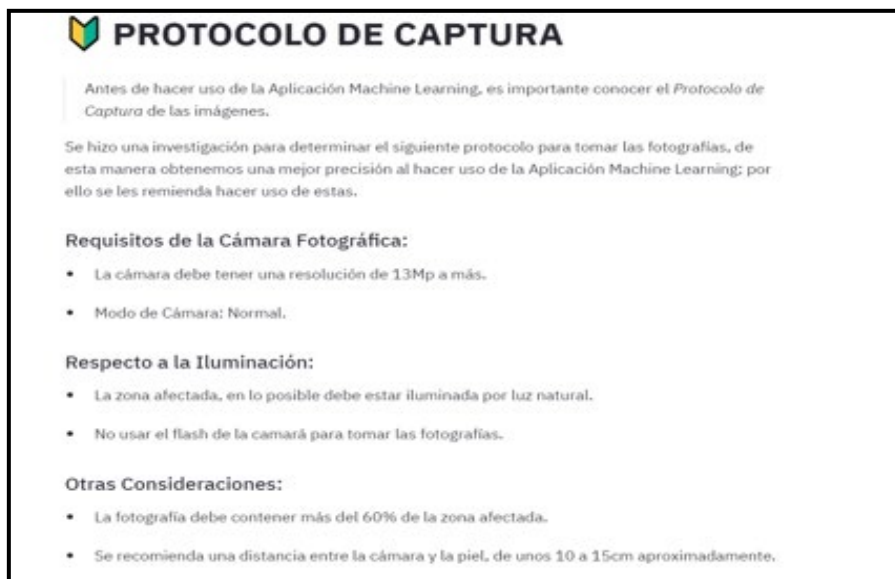 PROTOCOLO DE CAPTURA
Antes de hacer uso de la Aplicación Machine Learning, es importante conocer el Protocolo de
Captura de las imágenes.
Se hizo una investigación para determinar el siguiente protocolo para tomar las fotografías, de
esta manera obtenemos una mejor precisión al hacer uso de la Aplicación Machine Learning; por
ello se les remienda hacer uso de estas.
Requisitos de la Cámara Fotográfica:
• La cámara debe tener una resolución de 13Mp a más.
• Modo de Cámara: Normal.
Respecto a la Iluminación:
• La zona afectada, en lo posible debe estar iluminada por luz natural.
• No usar el flash de la camará para tomar las fotografías.
Otras Consideraciones:
• La fotografía debe contener más del 60% de la zona afectada.
• Se recomienda una distancia entre la cámara y la piel, de unos 10 a 15cm aproximadamente.